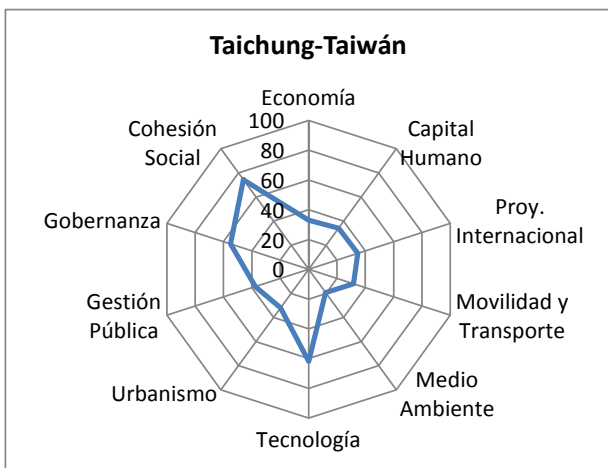 Taichung-Taiwán
Economía
Cohesión
Social
Capital
Humano
100
80
60
40
20
0
Gobernanza
Proy.
Internacional
Gestión
Pública
Movilidad y
Transporte
Urbanismo
Medio
Ambiente
Tecnología